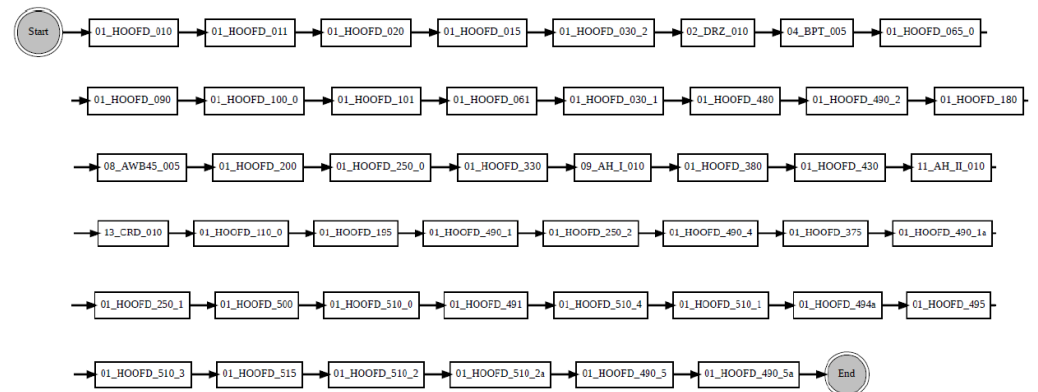 Start 01_HOOFD_010 01_HOOFD_011 01_HOOFD_020 01_HOOFD_015 01_HOOFD_030_2 02_DRZ_010 04_BPT_005 01_HOOFD_065_0
01_HOOFD_090 01_HOOFD_100_0 01_HOOFD_101 01_HOOFD_061 01_HOOFD_030_1 01_HOOFD_480 01_HOOFD_490_2 01_HOOFD_180
08_AWB45_005 01_HOOFD_200 01_HOOFD_250_0 01_HOOFD_330 09_AH_I_010 01_HOOFD_380 01_HOOFD_430 11_AH_II_010
13_CRD_010 01_HOOFD_110_0 01_HOOFD_195 01_HOOFD_490_1 01_HOOFD_250_2 01_HOOFD_490_4 01_HOOFD_375 01_HOOFD_490_1a
01_HOOFD_250_1 01_HOOFD_500 01_HOOFD_510_0 01_HOOFD_491 01_HOOFD_510_4 01_HOOFD_510_1 01_HOOFD_494a 01_HOOFD_495
01_HOOFD_510_3 01_HOOFD_515 01_HOOFD_510_2 01_HOOFD_510_2a 01_HOOFD_490_5 01_HOOFD_490_5a End